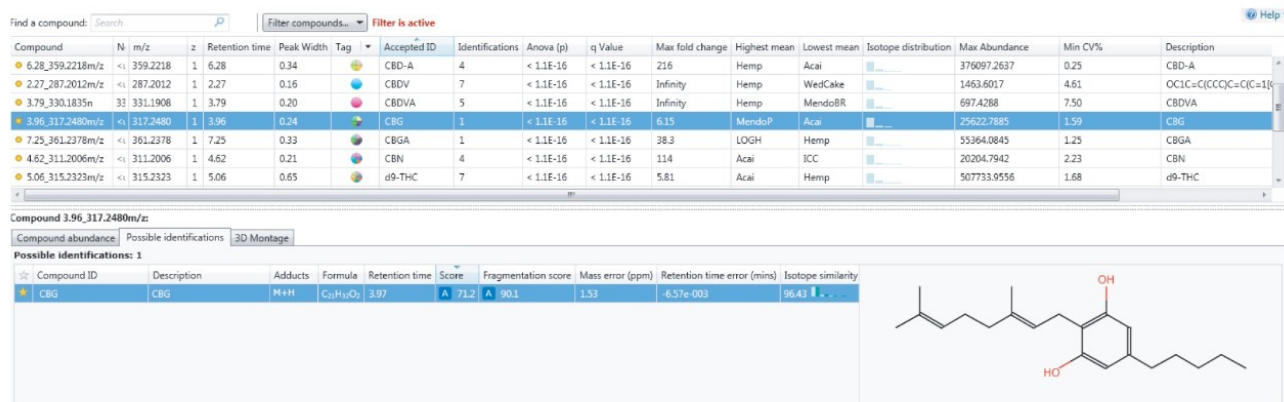 Help
Find a compound: Search Filter compounds... Filter is active
Compound m/z z Retention time Peak Width Tag Accepted ID Identifications Anova (p) q Value Max fold change Highest mean Lowest mean Isotope distribution Max Abundance Min CV% Description
6.28_359.2218m/z 359.2218 1 6.28 0.34 CBD-A 4 < 1.1E-16 < 1.1E-16 216 Hemp Acai 376097.2637 0.25 CBD-A
2.27_287.2012m/z 287.2012 1 2.27 0.16 CBDV 7 < 1.1E-16 < 1.1E-16 Infinity Hemp WedCake 1463.6017 4.61 OC1C=C(CCC)C=C(C=1[C
3.79_330.1835n 33 331.1908 1 3.79 0.20 CBDVA 5 < 1.1E-16 < 1.1E-16 Infinity Hemp MendoBR 697.4288 7.50 CBDVA
3.96_317.2480m/z 317.2480 1 3.96 0.24 CBG 1 < 1.1E-16 < 1.1E-16 6.15 MendoP Acai 25622.7885 1.59 CBG
7.25_361.2378m/z 361.2378 1 7.25 0.33 CBGA 1 < 1.1E-16 < 1.1E-16 38.3 LOGH Hemp 55364.0845 1.25 CBGA
4.62_311.2006m/z 311.2006 1 4.62 0.21 CBN 4 < 1.1E-16 < 1.1E-16 114 Acai ICC 20204.7942 2.23 CBN
5.06_315.2323m/z 315.2323 1 5.06 0.65 d9-THC 7 < 1.1E-16 < 1.1E-16 5.81 Acai Hemp 507733.9556 1.68 d9-THC
Compound 3.96_317.2480m/z:
Compound abundance Possible identifications 3D Montage
Possible identifications: 1
Compound ID Description Adducts Formula Retention time Score Fragmentation score Mass error (ppm) Retention time error (mins) Isotope similarity
CBG CBG M+H C₂₁H₃₂O₂ 3.97 A 71.2 A 90.1 1.53 -6.57e-003 96.43
OH
HO